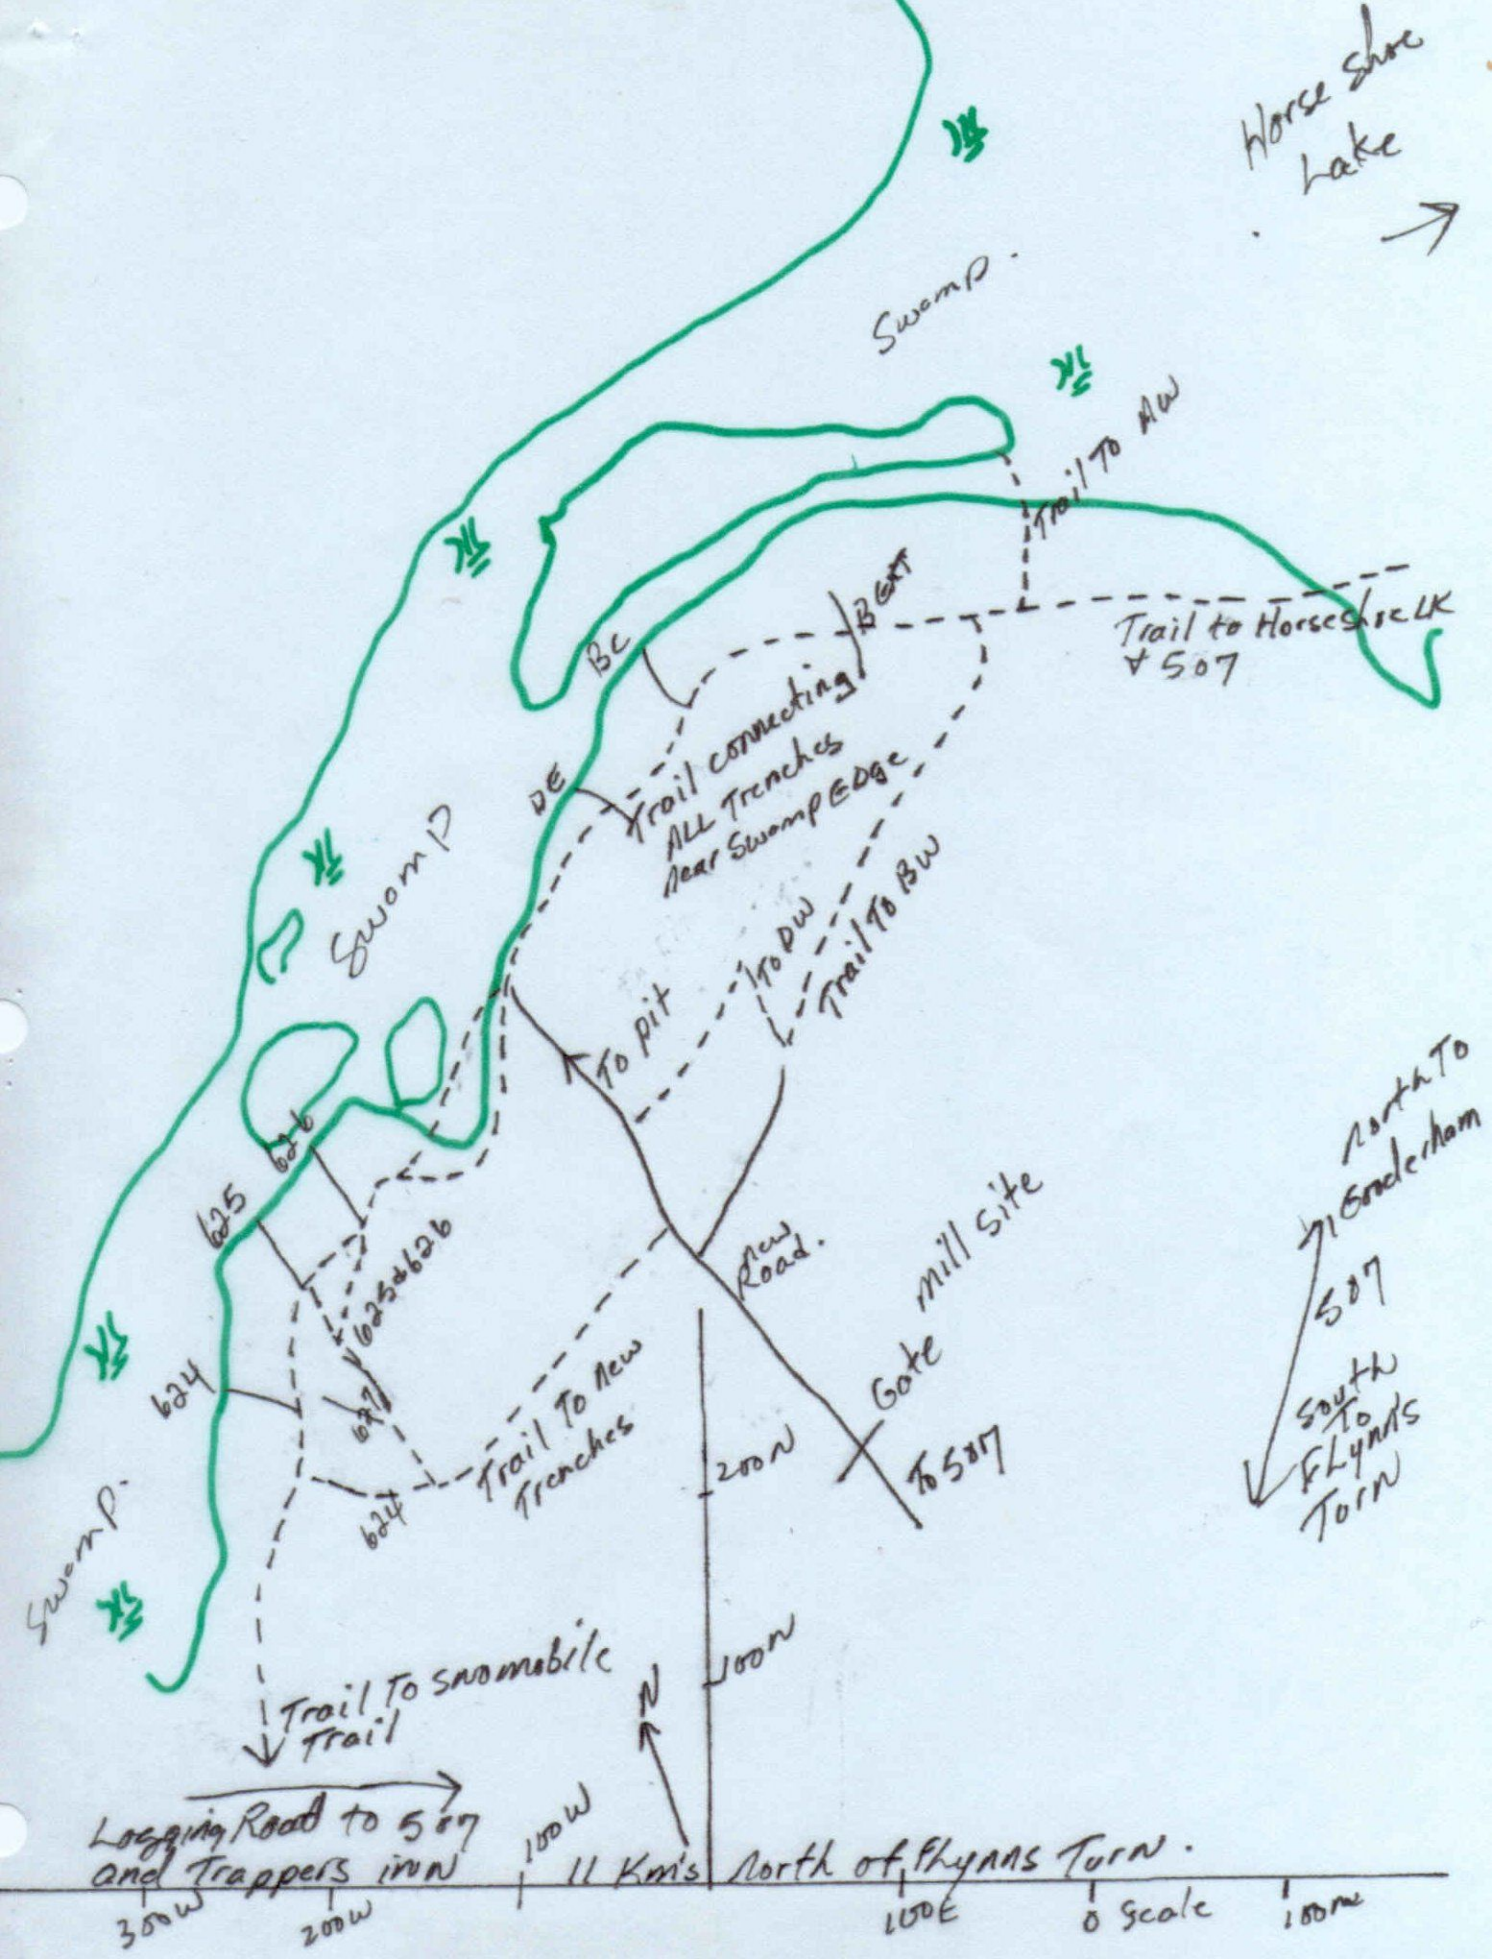 Horse Shoe
Lake
Swamp.
Trail To AW
B EXT
Trail to Horseshoe LK
& 507
BC
DE
Trail connecting
ALL Trenches
near Swamp EDge
Swamp
To DW
Trail To BW
To pit
626
625
625 & 626
624
627
624
new
Road.
mill site
Gate
To 507
north To
Gooderham
507
South
To
FLynn's
Turn
Trail To new
Trenches
200N
100N
Swamp.
Trail To snomobile
Trail
N
Logging Road to 507
and Trappers inn
100W
11 Km's north of Flynns Turn.
300W
200W
100E
0 Scale
100m